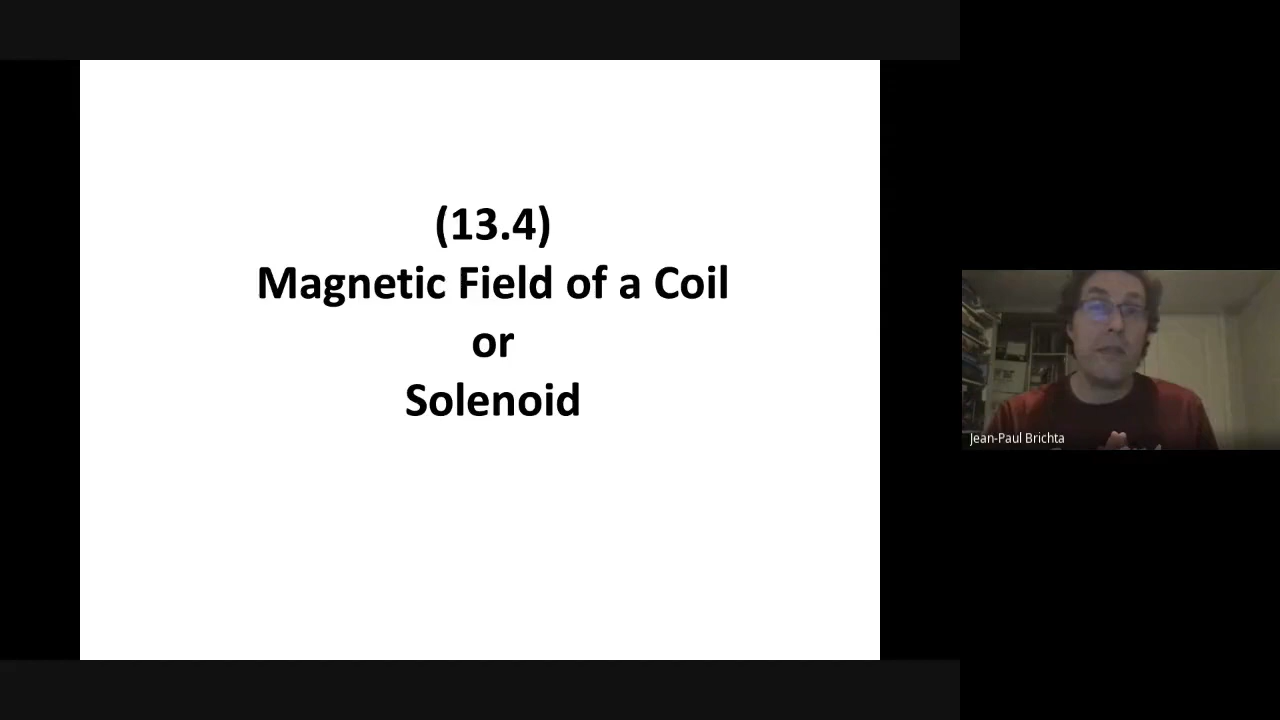 (13.4)
Magnetic Field of a Coil
or
Solenoid
Jean-Paul Brichta